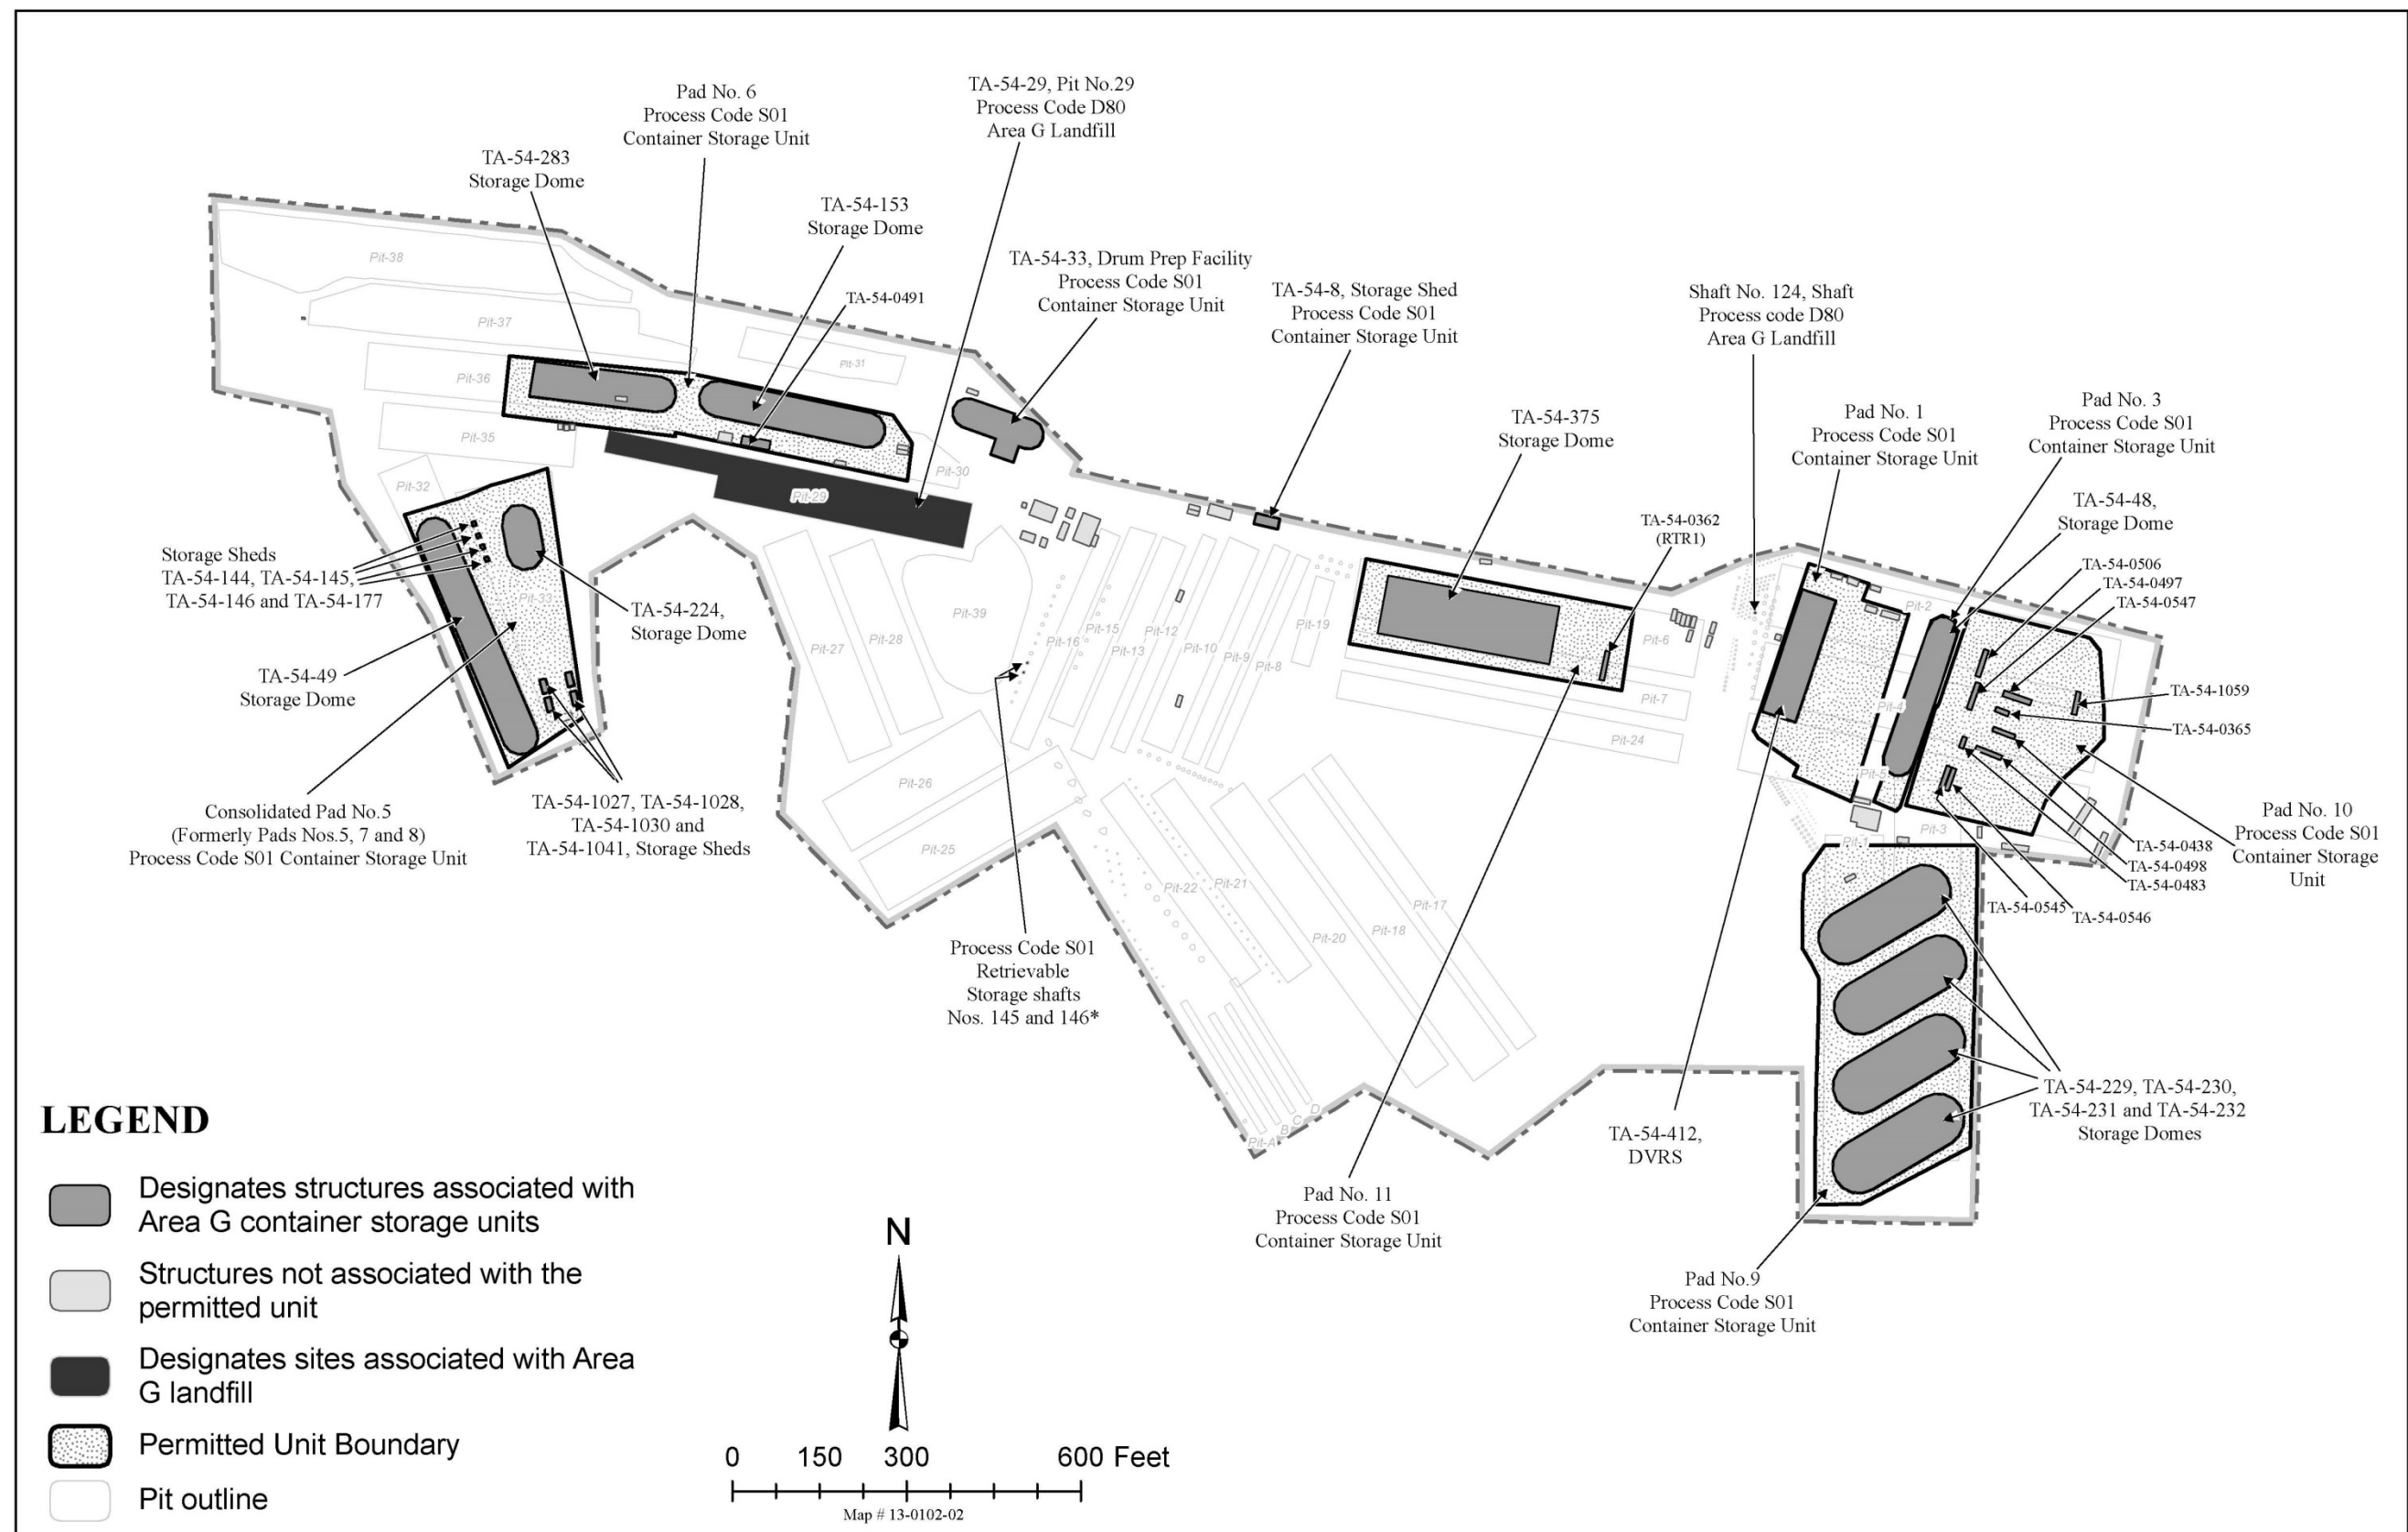 TA-54-29, Pit No.29
Process Code D80
Area G Landfill
Pad No. 6
Process Code S01
Container Storage Unit
TA-54-283
Storage Dome
TA-54-153
Storage Dome
TA-54-0491
TA-54-33, Drum Prep Facility
Process Code S01
Container Storage Unit
TA-54-8, Storage Shed
Process Code S01
Container Storage Unit
Shaft No. 124, Shaft
Process code D80
Area G Landfill
TA-54-375
Storage Dome
Pad No. 1
Process Code S01
Container Storage Unit
Pad No. 3
Process Code S01
Container Storage Unit
TA-54-48,
Storage Dome
TA-54-0362
(RTR1)
TA-54-0506
TA-54-0497
TA-54-0547
TA-54-1059
TA-54-0365
Pit-38
Pit-37
Pit-36
Pit-31
Pit-35
Pit-30
Pit-32
Pit-29
Pit-33
Pit-27
Pit-28
Pit-39
Pit-16
Pit-15
Pit-13
Pit-12
Pit-10
Pit-9
Pit-8
Pit-19
Pit-6
Pit-7
Pit-24
Pit-2
Pit-4
Pit-5
Pit-3
Pit-1
Pit-26
Pit-25
Pit-22
Pit-21
Pit-20
Pit-18
Pit-17
Pit-A
B
C
D
Storage Sheds
TA-54-144, TA-54-145,
TA-54-146 and TA-54-177
TA-54-224,
Storage Dome
TA-54-49
Storage Dome
Consolidated Pad No.5
(Formerly Pads Nos.5, 7 and 8)
Process Code S01 Container Storage Unit
TA-54-1027, TA-54-1028,
TA-54-1030 and
TA-54-1041, Storage Sheds
Process Code S01
Retrievable
Storage shafts
Nos. 145 and 146*
Pad No. 10
Process Code S01
Container Storage
Unit
TA-54-0438
TA-54-0498
TA-54-0483
TA-54-0545
TA-54-0546
TA-54-229, TA-54-230,
TA-54-231 and TA-54-232
Storage Domes
TA-54-412,
DVRS
Pad No. 11
Process Code S01
Container Storage Unit
Pad No.9
Process Code S01
Container Storage Unit
LEGEND
Designates structures associated with
Area G container storage units
Structures not associated with the
permitted unit
Designates sites associated with Area
G landfill
Permitted Unit Boundary
Pit outline
N
0 150 300 600 Feet
Map # 13-0102-02